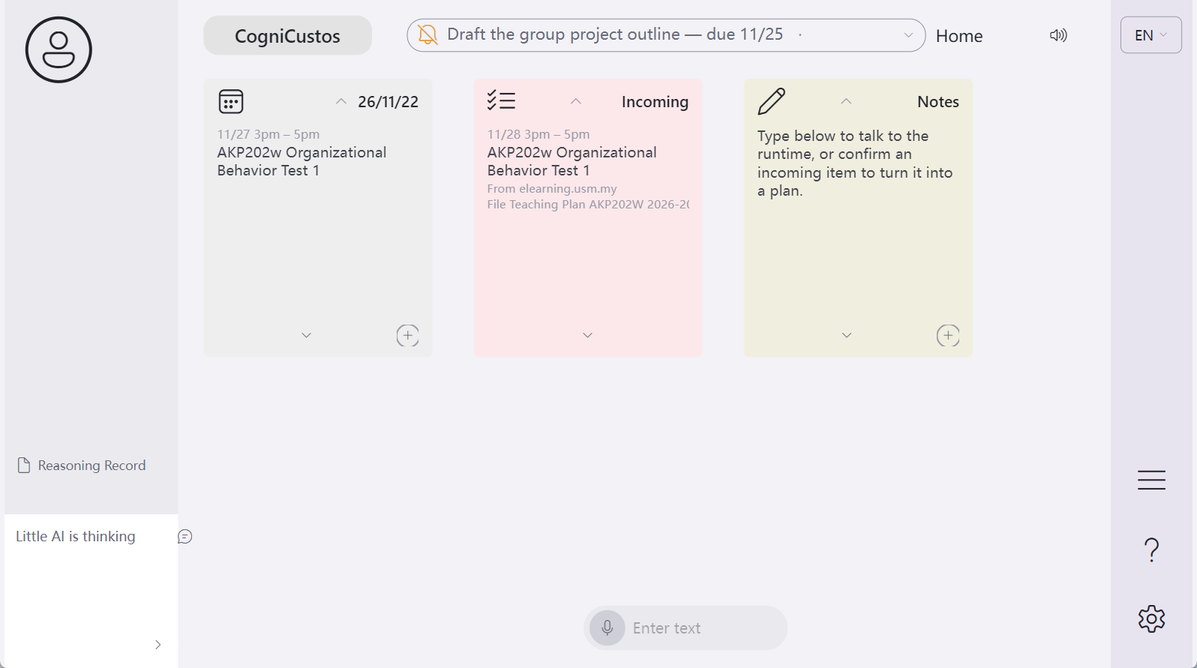 CogniCustos
Draft the group project outline — due 11/25 ·
Home
EN
26/11/22
11/27 3pm – 5pm
AKP202w Organizational
Behavior Test 1
Incoming
11/28 3pm – 5pm
AKP202w Organizational
Behavior Test 1
From elearning.usm.my
File Teaching Plan AKP202W 2026-20
Notes
Type below to talk to the
runtime, or confirm an
incoming item to turn it into
a plan.
Reasoning Record
Little AI is thinking
Enter text